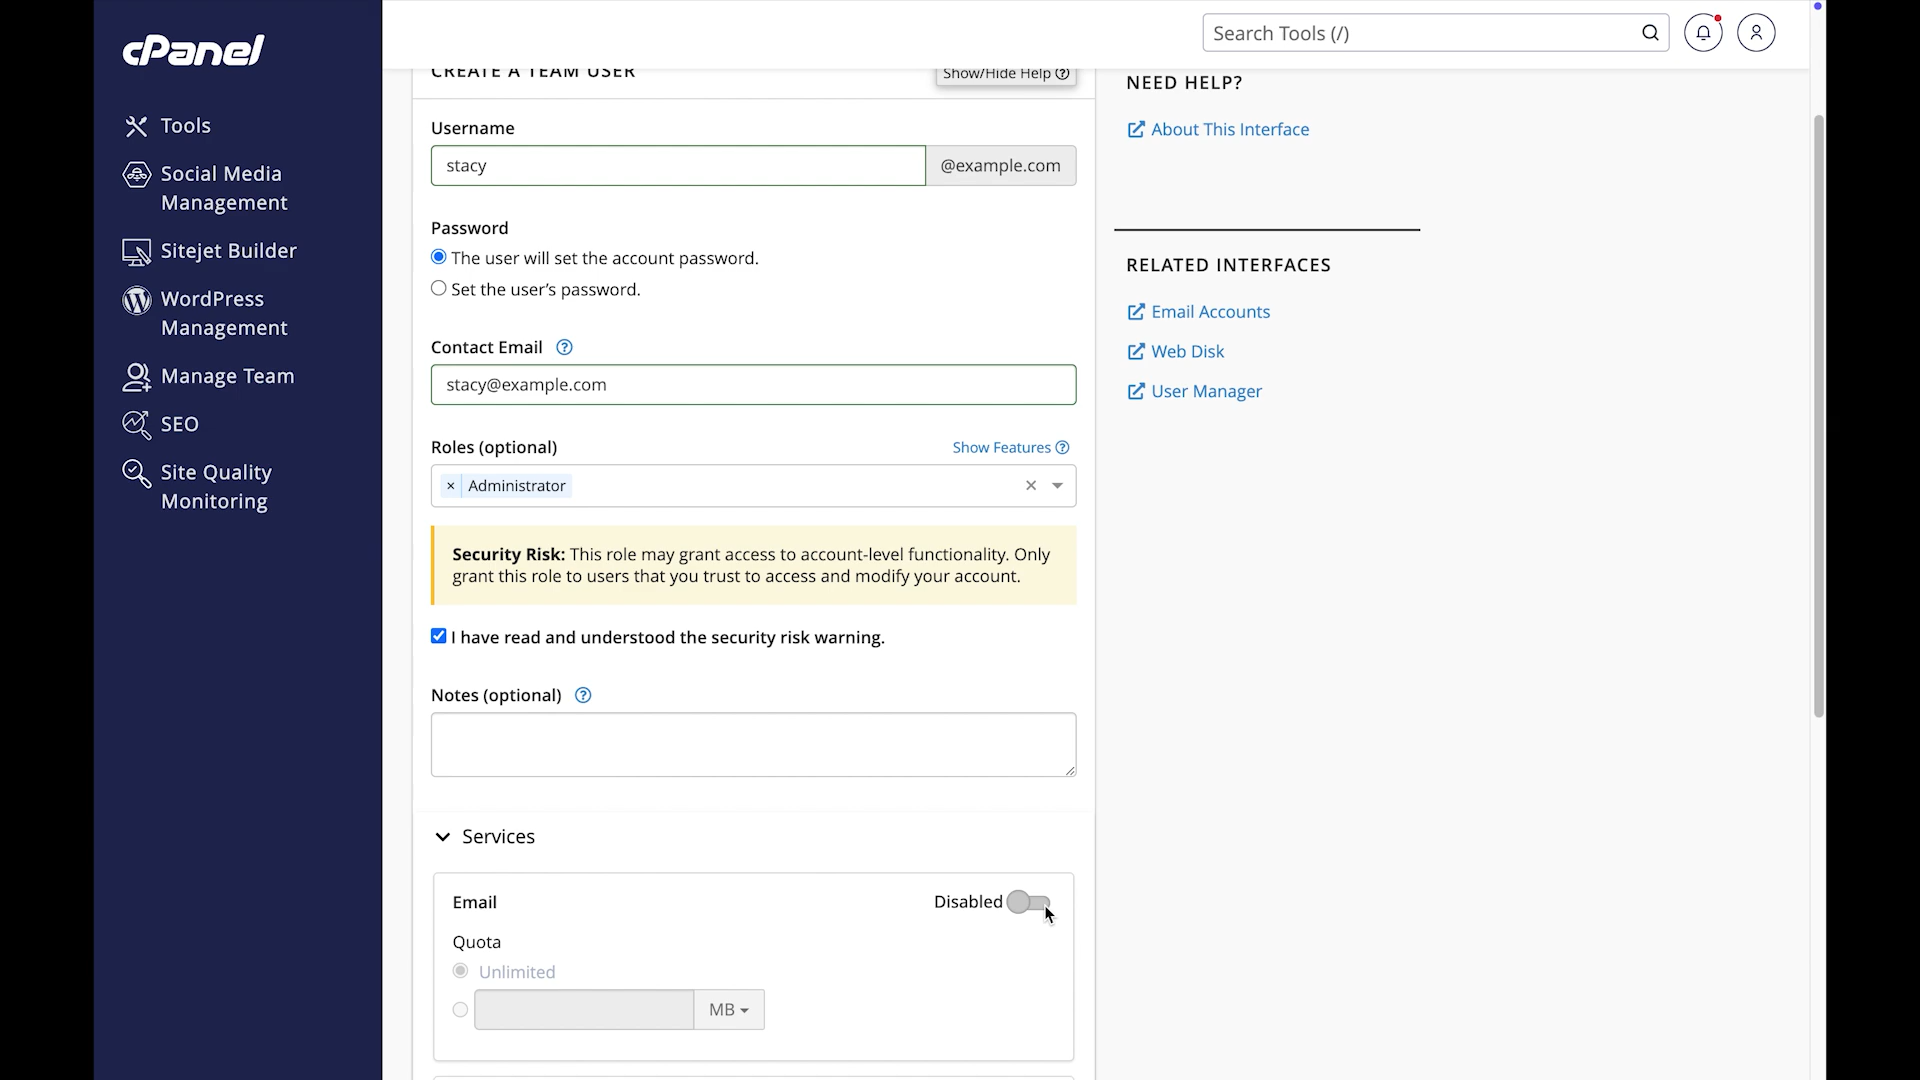 cPanel
Search Tools (/)
Tools
Social Media
Management
Sitejet Builder
WordPress
Management
Manage Team
SEO
Site Quality
Monitoring
CREATE A TEAM USER
Show/Hide Help
Username
stacy
@example.com
Password
The user will set the account password.
Set the user’s password.
Contact Email
stacy@example.com
Roles (optional)
Show Features
× Administrator
Security Risk: This role may grant access to account-level functionality. Only
grant this role to users that you trust to access and modify your account.
I have read and understood the security risk warning.
Notes (optional)
Services
Email
Disabled
Quota
Unlimited
MB
NEED HELP?
About This Interface
RELATED INTERFACES
Email Accounts
Web Disk
User Manager